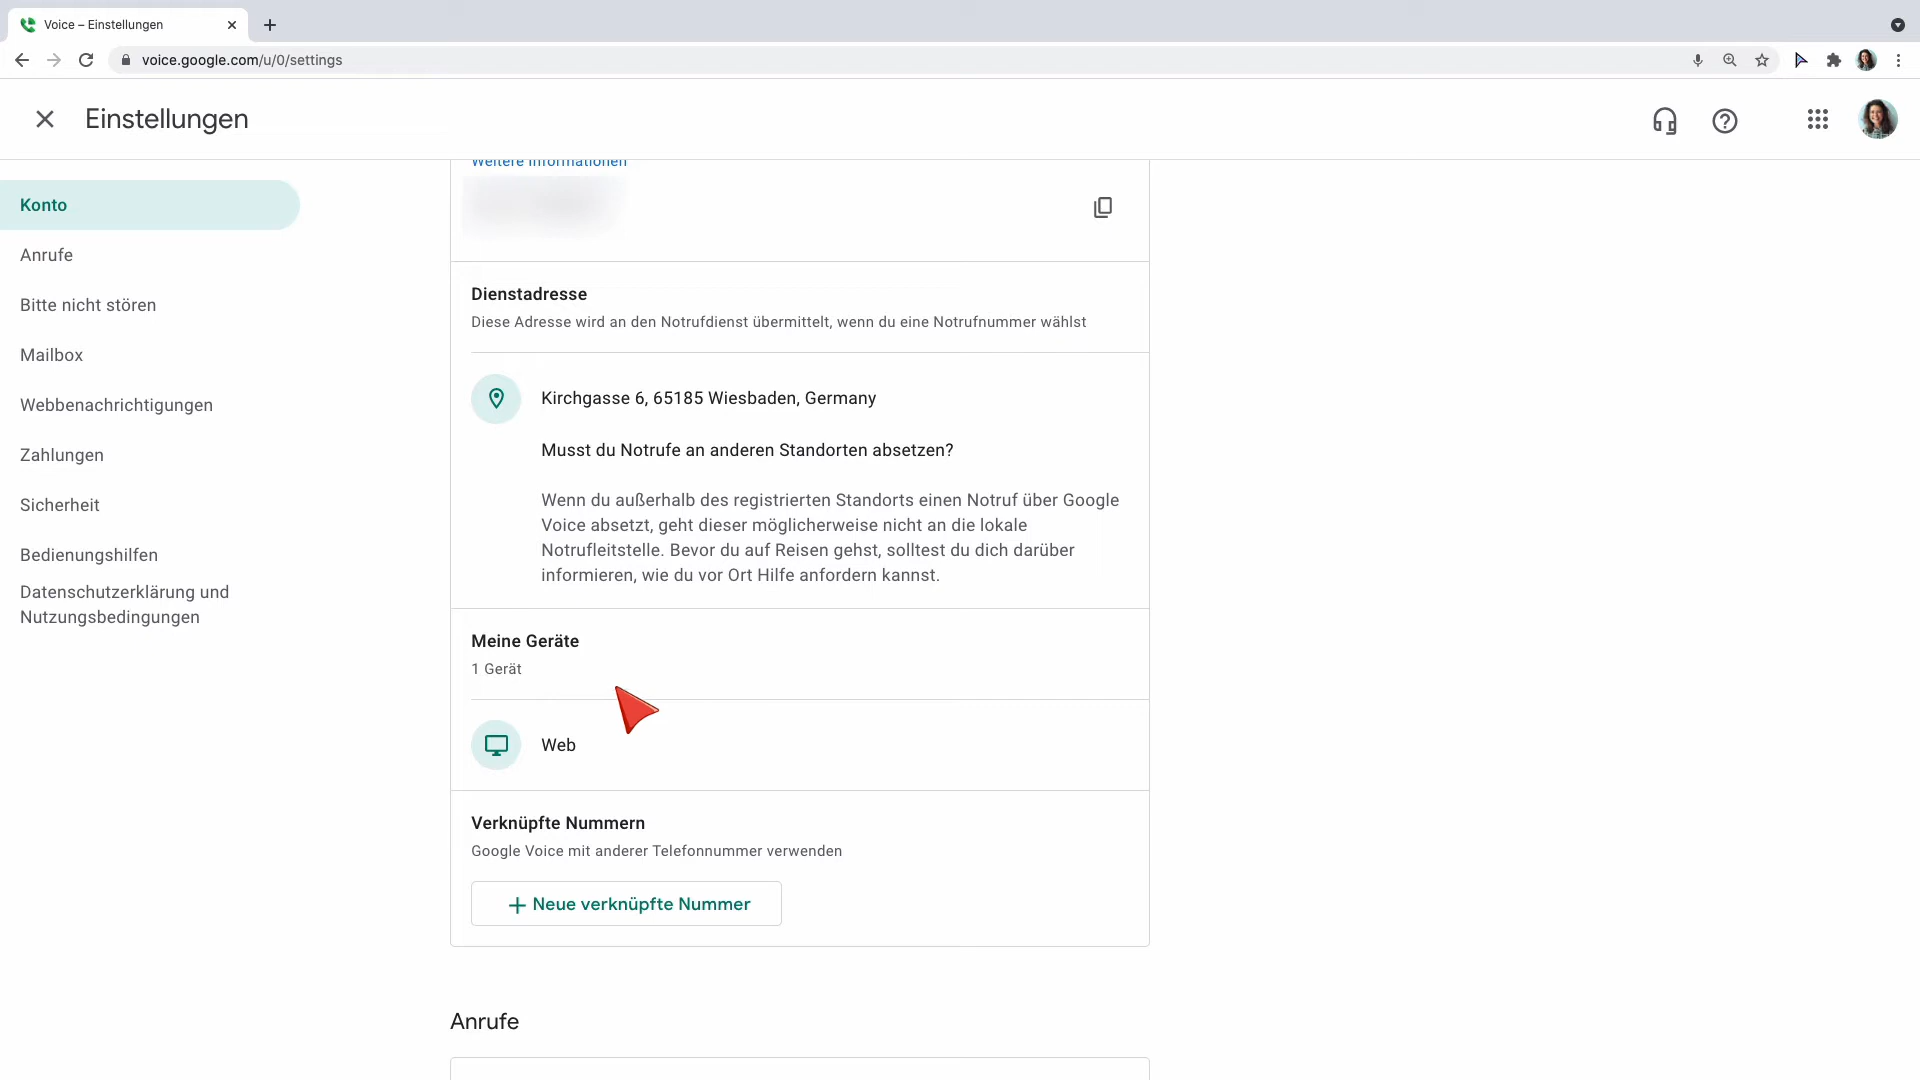 Voice – Einstellungen
voice.google.com/u/0/settings
Einstellungen
Konto
Anrufe
Bitte nicht stören
Mailbox
Webbenachrichtigungen
Zahlungen
Sicherheit
Bedienungshilfen
Datenschutzerklärung und
Nutzungsbedingungen
Weitere Informationen
Dienstadresse
Diese Adresse wird an den Notrufdienst übermittelt, wenn du eine Notrufnummer wählst
Kirchgasse 6, 65185 Wiesbaden, Germany
Musst du Notrufe an anderen Standorten absetzen?
Wenn du außerhalb des registrierten Standorts einen Notruf über Google
Voice absetzt, geht dieser möglicherweise nicht an die lokale
Notrufleitstelle. Bevor du auf Reisen gehst, solltest du dich darüber
informieren, wie du vor Ort Hilfe anfordern kannst.
Meine Geräte
1 Gerät
Web
Verknüpfte Nummern
Google Voice mit anderer Telefonnummer verwenden
+ Neue verknüpfte Nummer
Anrufe